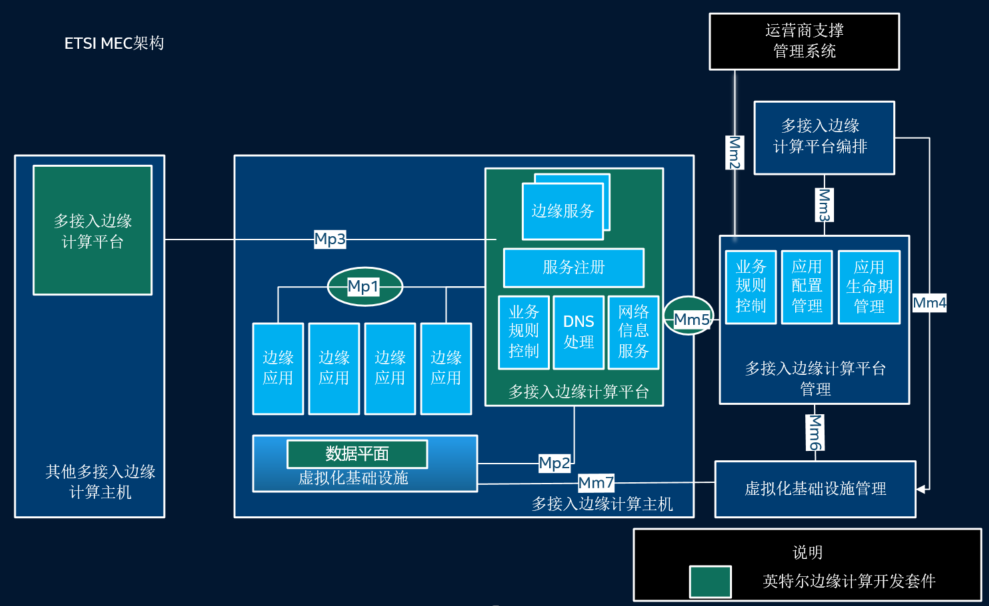 ETSI MEC架构
运营商支撑
管理系统
Mm2
多接入边缘
计算平台编排
Mm3
Mm4
多接入边缘
计算平台
Mp3
其他多接入边缘
计算主机
边缘服务
服务注册
业务
规则
控制
DNS
处理
网络
信息
服务
多接入边缘计算平台
Mp1
边缘
应用
边缘
应用
边缘
应用
边缘
应用
Mm5
业务
规则
控制
应用
配置
管理
应用
生命期
管理
多接入边缘计算平台
管理
Mm6
数据平面
虚拟化基础设施
Mp2
Mm7
多接入边缘计算主机
虚拟化基础设施管理
说明
英特尔边缘计算开发套件